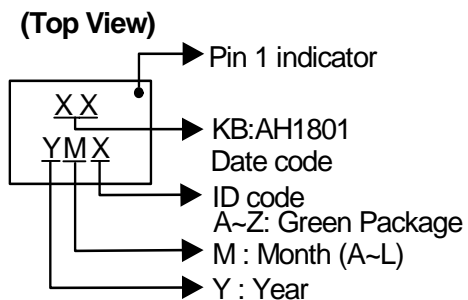 (Top View)
Pin 1 indicator
XX
KB:AH1801
YMX
Date code
ID code
A~Z: Green Package
M : Month (A~L)
Y : Year